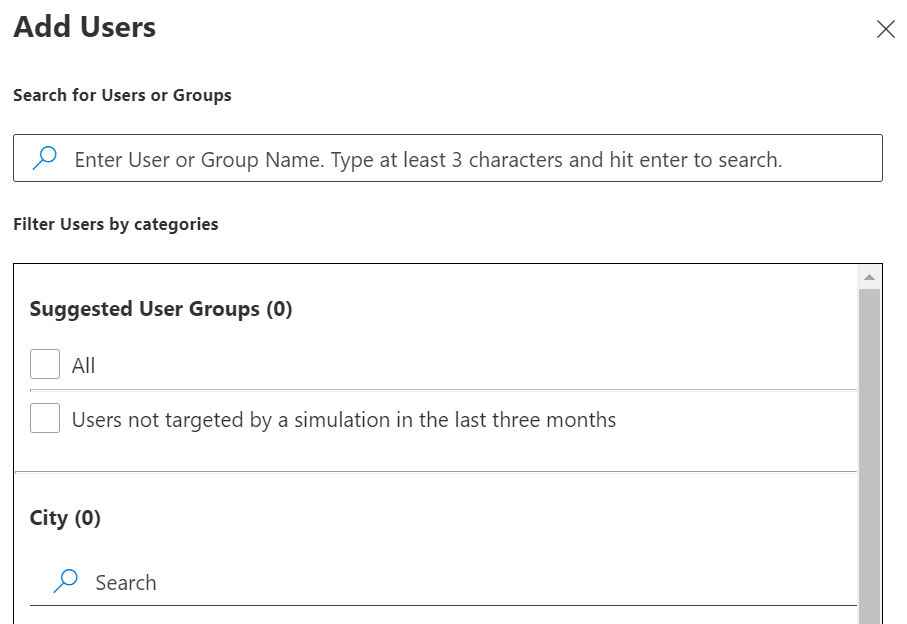 Add Users
Search for Users or Groups
Enter User or Group Name. Type at least 3 characters and hit enter to search.
Filter Users by categories
Suggested User Groups (0)
All
Users not targeted by a simulation in the last three months
City (0)
Search